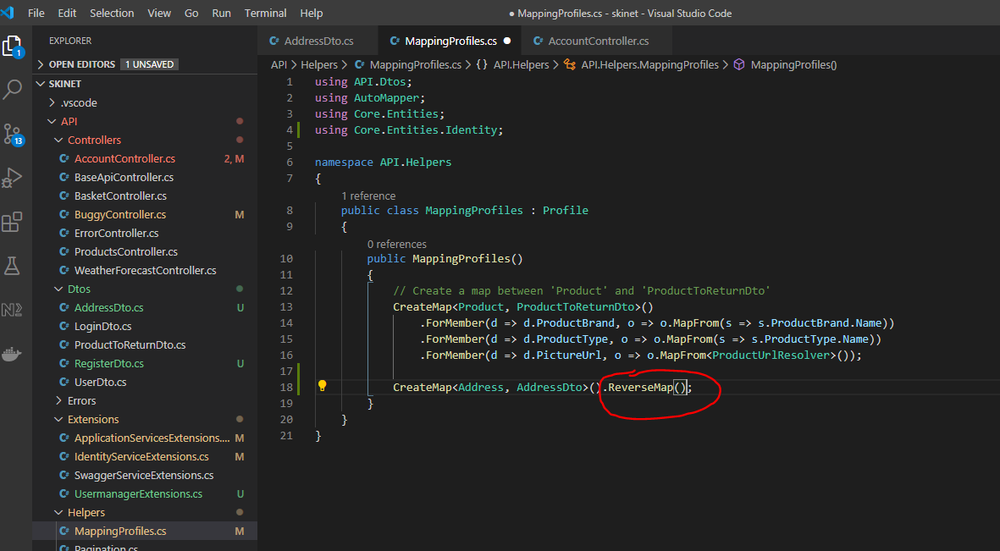 File Edit Selection View Go Run Terminal Help ● MappingProfiles.cs - skinet - Visual Studio Code
EXPLORER
OPEN EDITORS 1 UNSAVED
SKINET
.vscode
API
Controllers
C# AccountController.cs 2, M
C# BaseApiController.cs
C# BasketController.cs
C# BuggyController.cs M
C# ErrorController.cs
C# ProductsController.cs
C# WeatherForecastController.cs
Dtos
C# AddressDto.cs U
C# LoginDto.cs
C# ProductToReturnDto.cs
C# RegisterDto.cs U
C# UserDto.cs
Errors
Extensions
C# ApplicationServicesExtensions.... M
C# IdentityServiceExtensions.cs M
C# SwaggerServiceExtensions.cs
C# UsermanagerExtensions.cs U
Helpers
C# MappingProfiles.cs M
C# Pagination.cs
1
13
C# AddressDto.cs C# MappingProfiles.cs ● C# AccountController.cs
API > Helpers > C# MappingProfiles.cs > {} API.Helpers > API.Helpers.MappingProfiles > MappingProfiles()
1 using API.Dtos;
2 using AutoMapper;
3 using Core.Entities;
4 using Core.Entities.Identity;
5
6 namespace API.Helpers
7 {
1 reference
8 public class MappingProfiles : Profile
9 {
0 references
10 public MappingProfiles()
11 {
12 // Create a map between 'Product' and 'ProductToReturnDto'
13 CreateMap<Product, ProductToReturnDto>()
14 .ForMember(d => d.ProductBrand, o => o.MapFrom(s => s.ProductBrand.Name))
15 .ForMember(d => d.ProductType, o => o.MapFrom(s => s.ProductType.Name))
16 .ForMember(d => d.PictureUrl, o => o.MapFrom<ProductUrlResolver>());
17
18 CreateMap<Address, AddressDto>().ReverseMap();
19 }
20 }
21 }